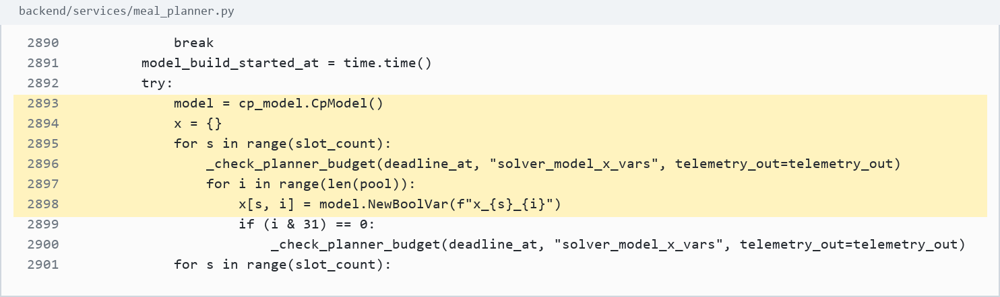 backend/services/meal_planner.py
2890 break
2891 model_build_started_at = time.time()
2892 try:
2893 model = cp_model.CpModel()
2894 x = {}
2895 for s in range(slot_count):
2896 _check_planner_budget(deadline_at, "solver_model_x_vars", telemetry_out=telemetry_out)
2897 for i in range(len(pool)):
2898 x[s, i] = model.NewBoolVar(f"x_{s}_{i}")
2899 if (i & 31) == 0:
2900 _check_planner_budget(deadline_at, "solver_model_x_vars", telemetry_out=telemetry_out)
2901 for s in range(slot_count):